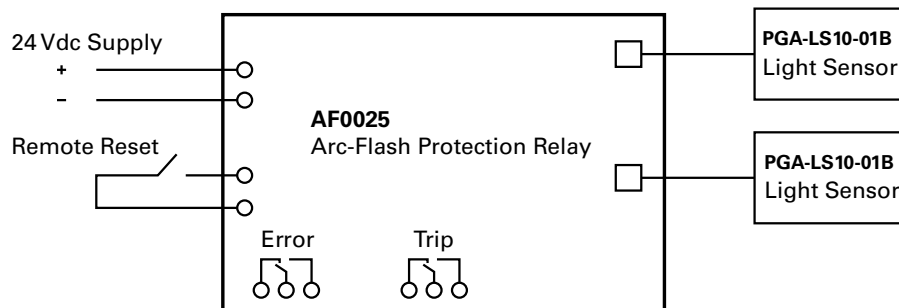 24 Vdc Supply
+
–
Remote Reset
AF0025
Arc-Flash Protection Relay
Error
Trip
PGA-LS10-01B
Light Sensor
PGA-LS10-01B
Light Sensor